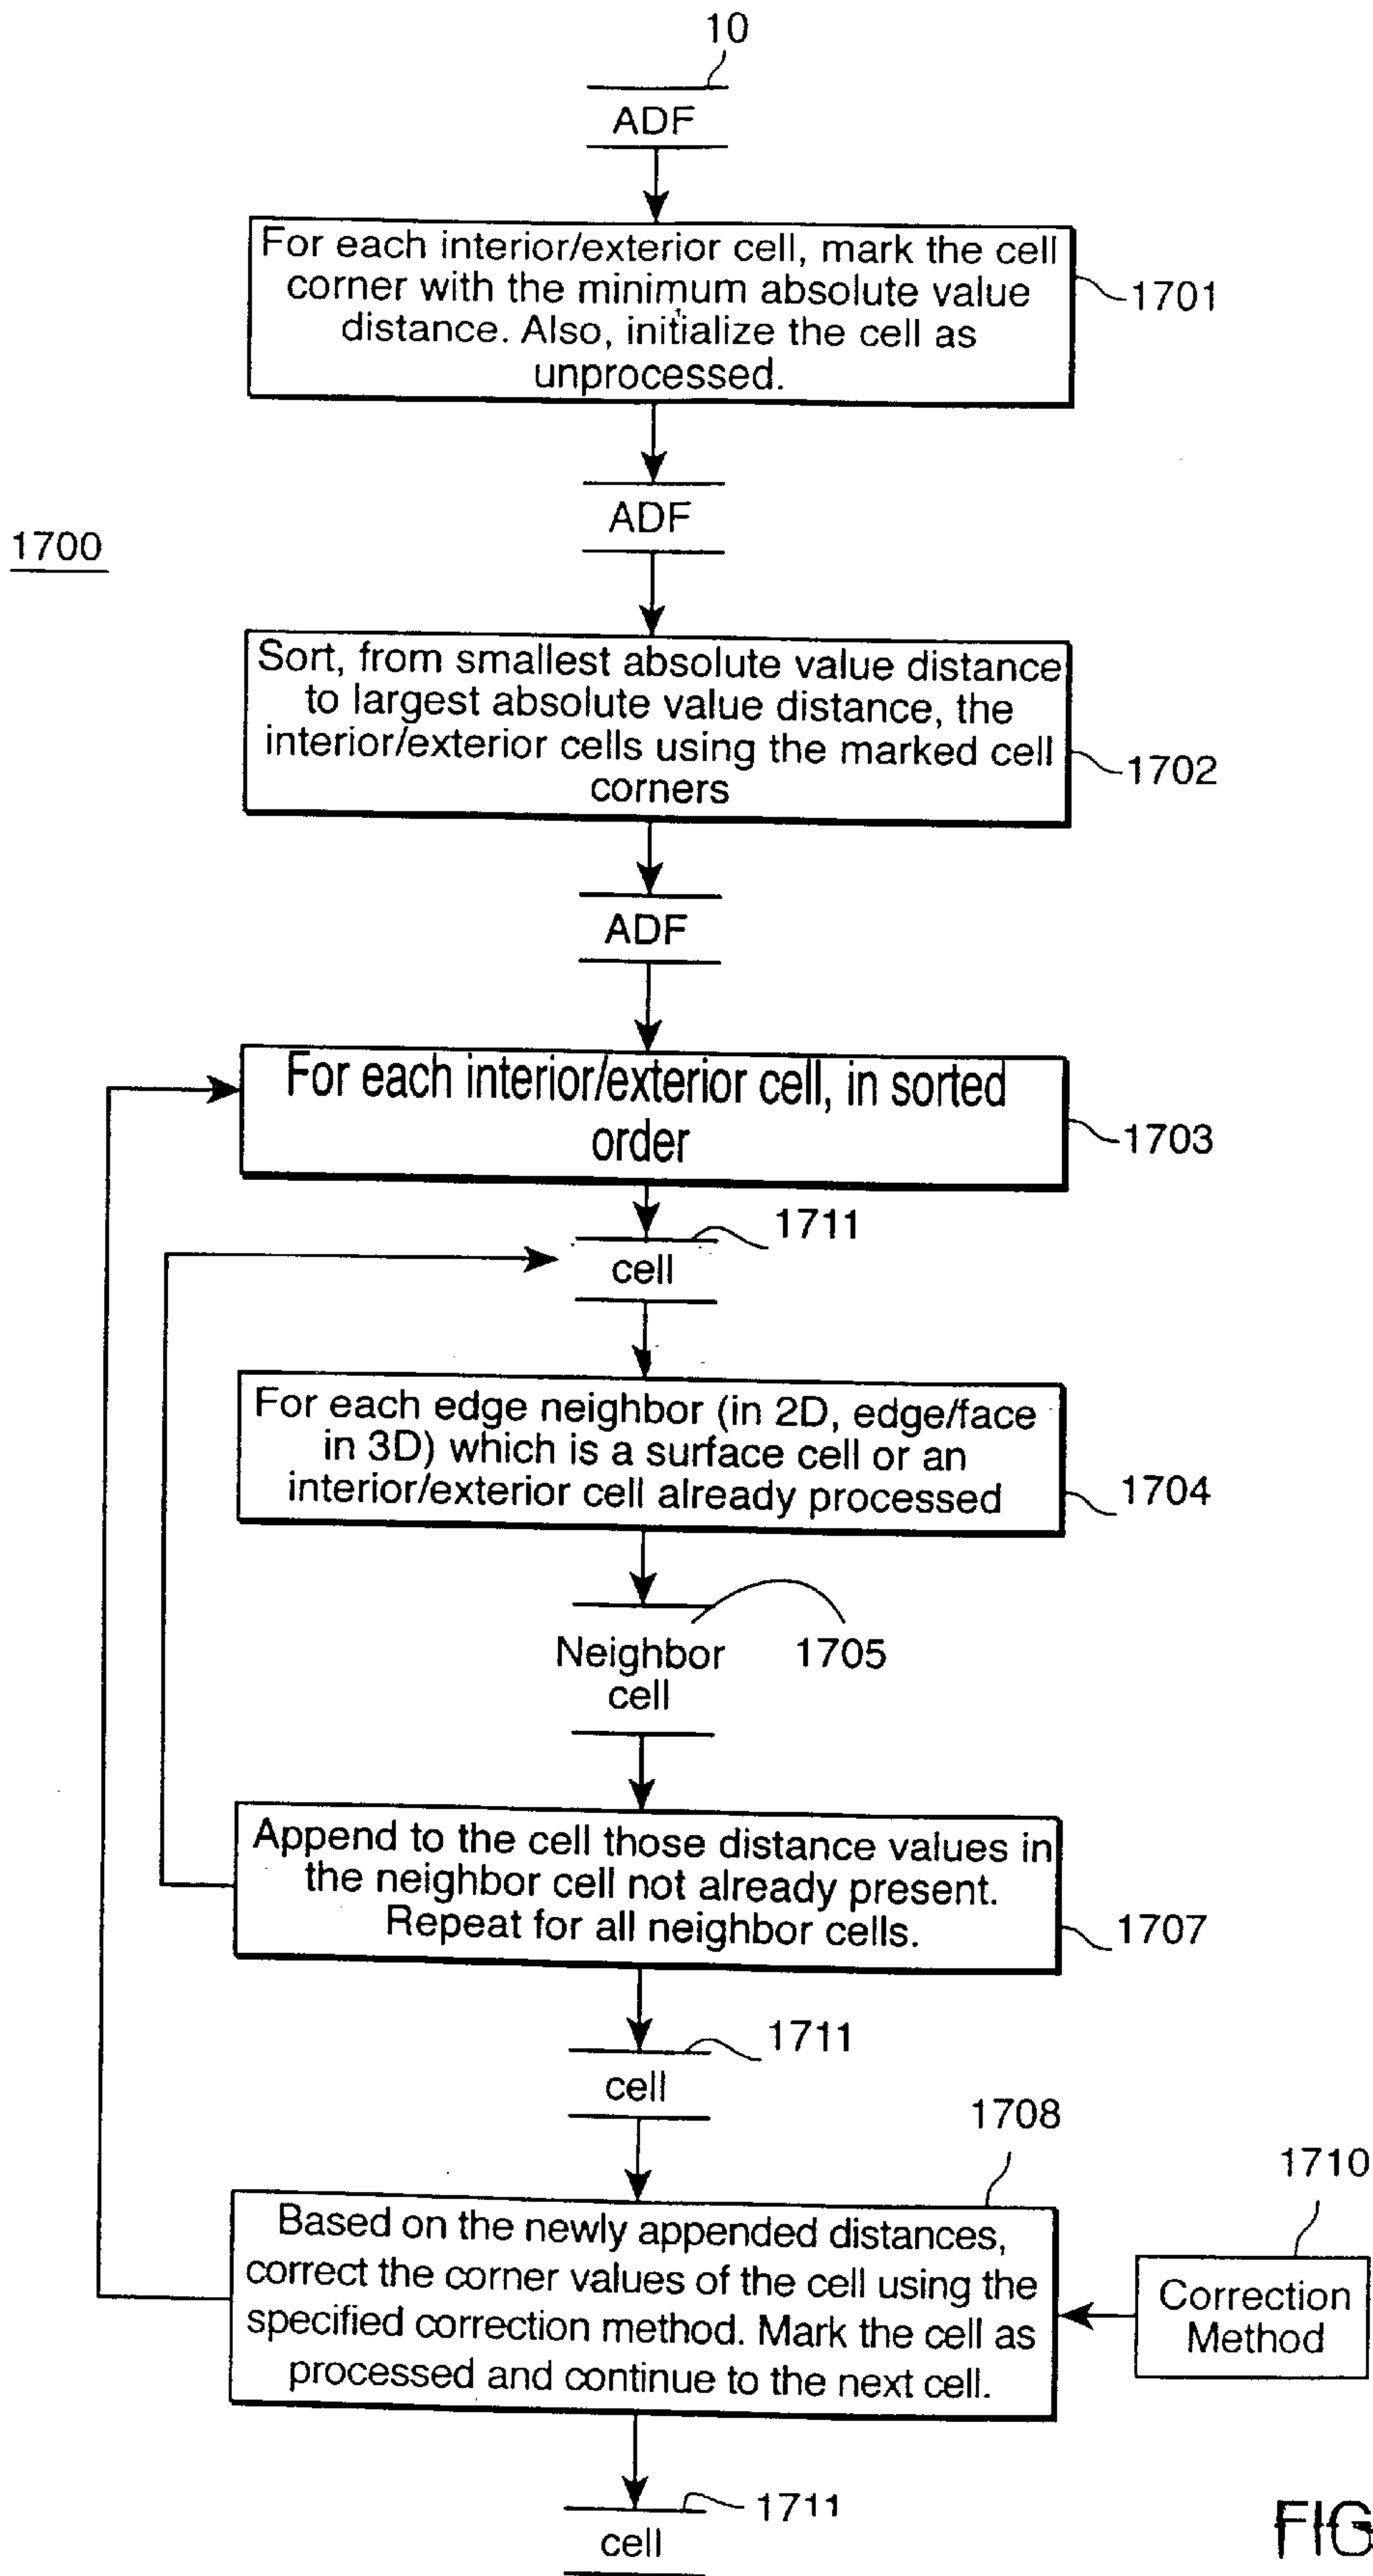 10
ADF
For each interior/exterior cell, mark the cell
corner with the minimum absolute value
distance. Also, initialize the cell as
unprocessed.
1701
ADF
1700
Sort, from smallest absolute value distance
to largest absolute value distance, the
interior/exterior cells using the marked cell
corners
1702
ADF
For each interior/exterior cell, in sorted
order
1703
1711
cell
For each edge neighbor (in 2D, edge/face
in 3D) which is a surface cell or an
interior/exterior cell already processed
1704
Neighbor
cell
1705
Append to the cell those distance values in
the neighbor cell not already present.
Repeat for all neighbor cells.
1707
1711
cell
1708
1710
Based on the newly appended distances,
correct the corner values of the cell using the
specified correction method. Mark the cell as
processed and continue to the next cell.
Correction
Method
1711
cell
FIG